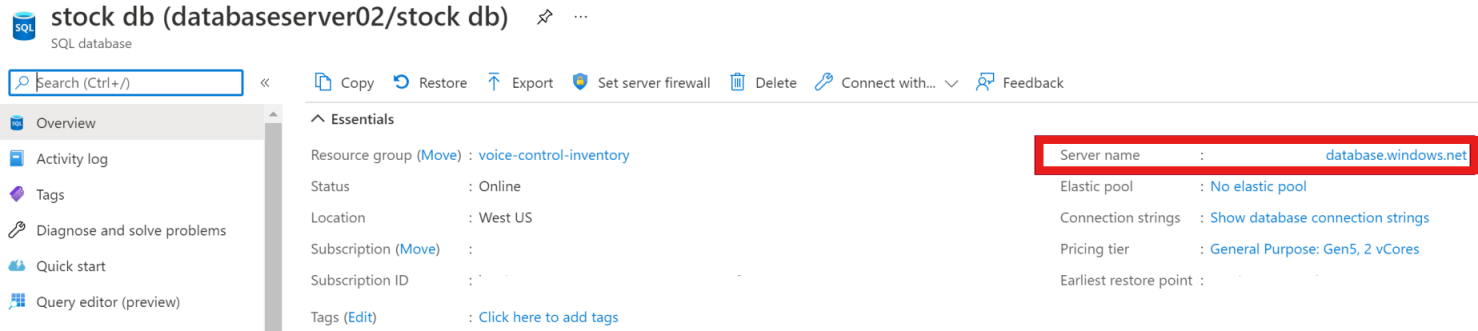 stock db (databaseserver02/stock db)
SQL database
Search (Ctrl+/)
Copy Restore Export Set server firewall Delete Connect with... Feedback
Overview
Activity log
Tags
Diagnose and solve problems
Quick start
Query editor (preview)
Essentials
Resource group (Move) : voice-control-inventory
Status : Online
Location : West US
Subscription (Move) :
Subscription ID :
Tags (Edit) : Click here to add tags
Server name : database.windows.net
Elastic pool : No elastic pool
Connection strings : Show database connection strings
Pricing tier : General Purpose: Gen5, 2 vCores
Earliest restore point :